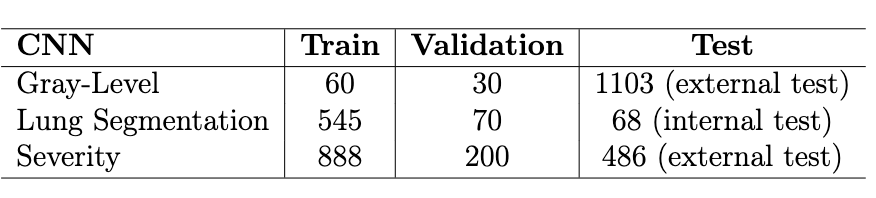 CNN Train Validation Test
Gray-Level 60 30 1103 (external test)
Lung Segmentation 545 70 68 (internal test)
Severity 888 200 486 (external test)